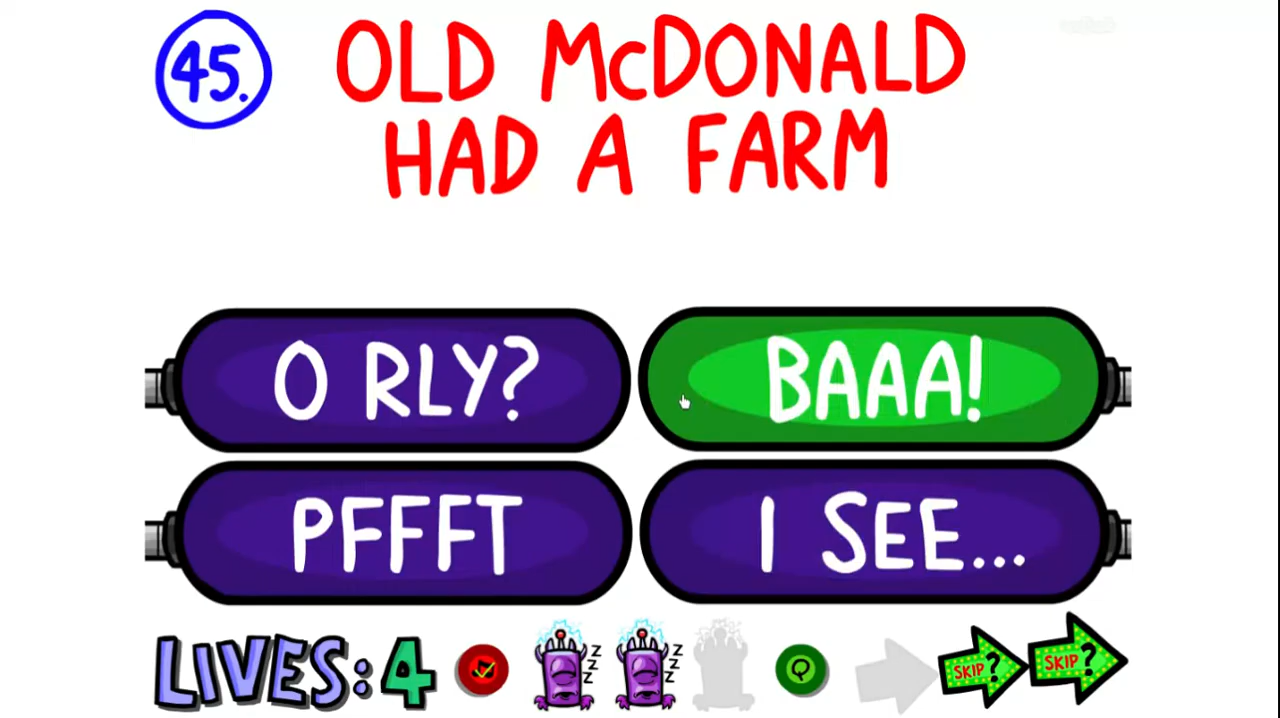 45.
OLD McDONALD
HAD A FARM
O RLY?
BAAA!
PFFFT
I SEE...
LIVES: 4
Z
Z
Z
Z
Z
Z
SKIP?
SKIP?